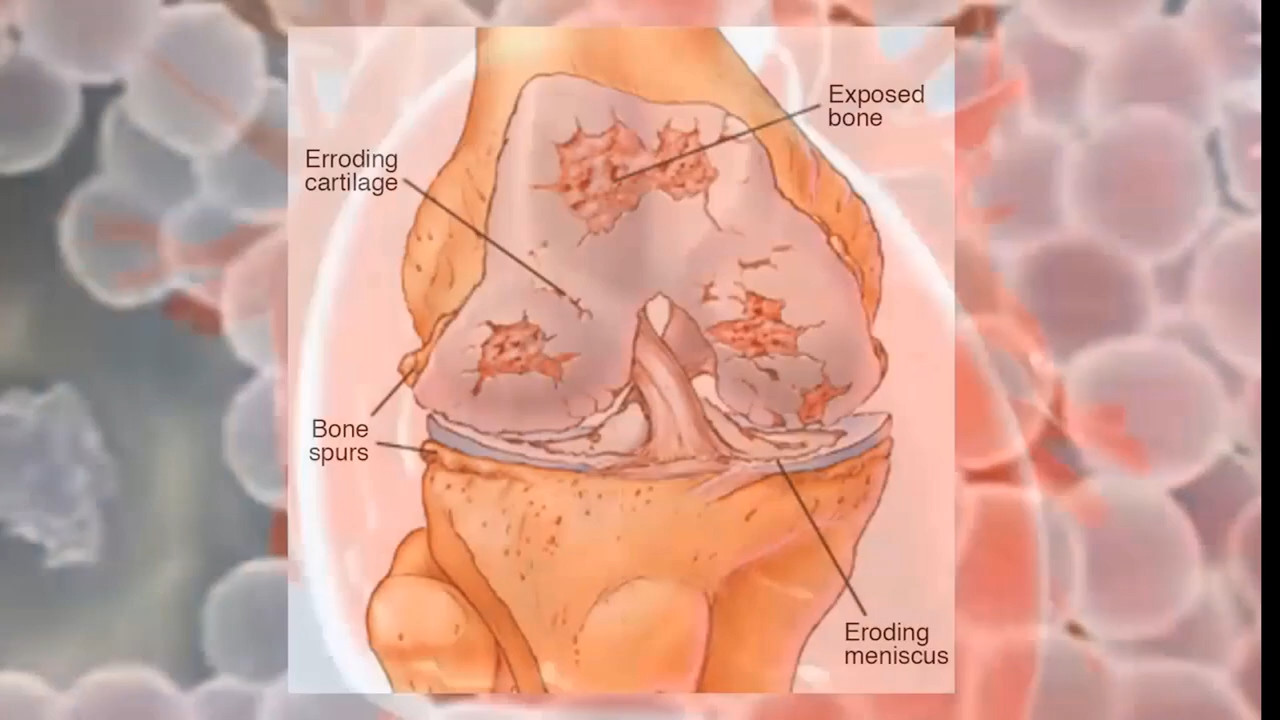 Exposed
bone
Erroding
cartilage
Bone
spurs
Eroding
meniscus